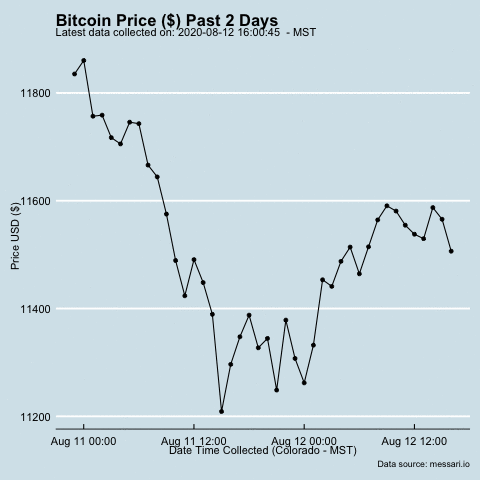 Bitcoin Price ($) Past 2 Days
Latest data collected on: 2020-08-12 16:00:45  - MST
11800
11600
11400
11200
Price USD ($)
Aug 11 00:00 Aug 11 12:00 Aug 12 00:00 Aug 12 12:00
Date Time Collected (Colorado - MST)
Data source: messari.io